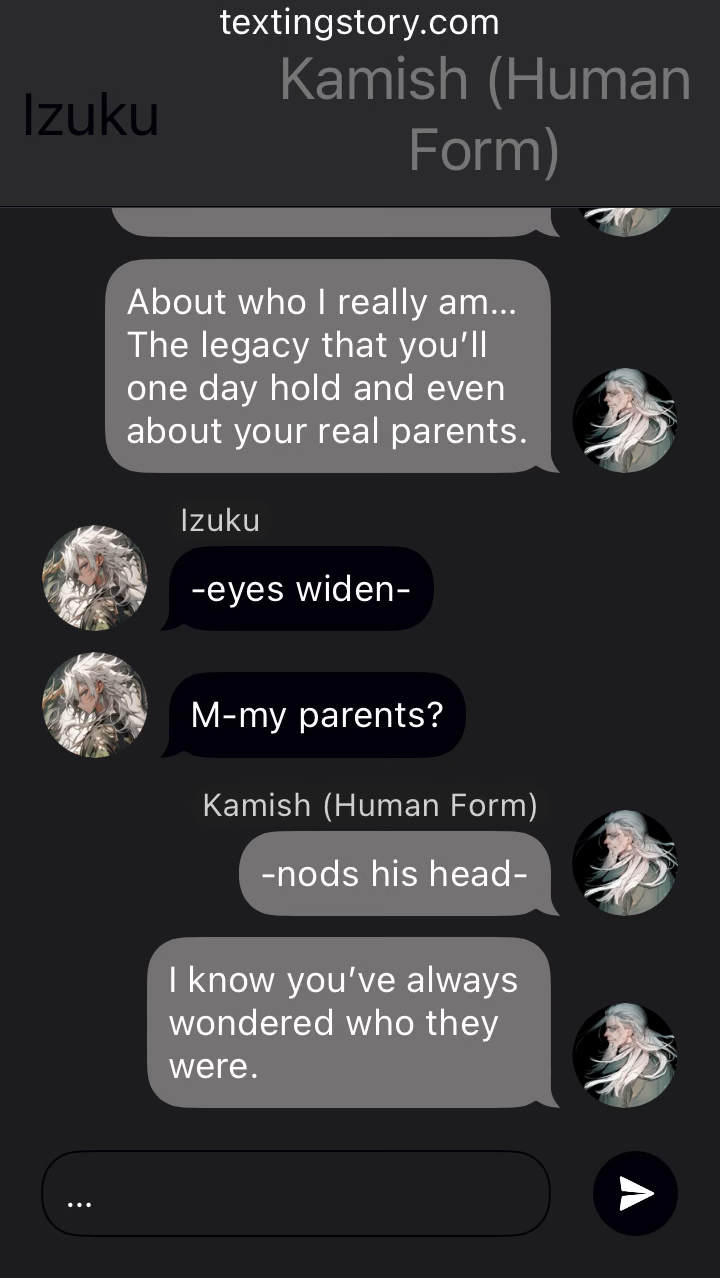 textingstory.com
Izuku
Kamish (Human
Form)
About who I really am...
The legacy that you’ll
one day hold and even
about your real parents.
Izuku
-eyes widen-
M-my parents?
Kamish (Human Form)
-nods his head-
I know you’ve always
wondered who they
were.
...